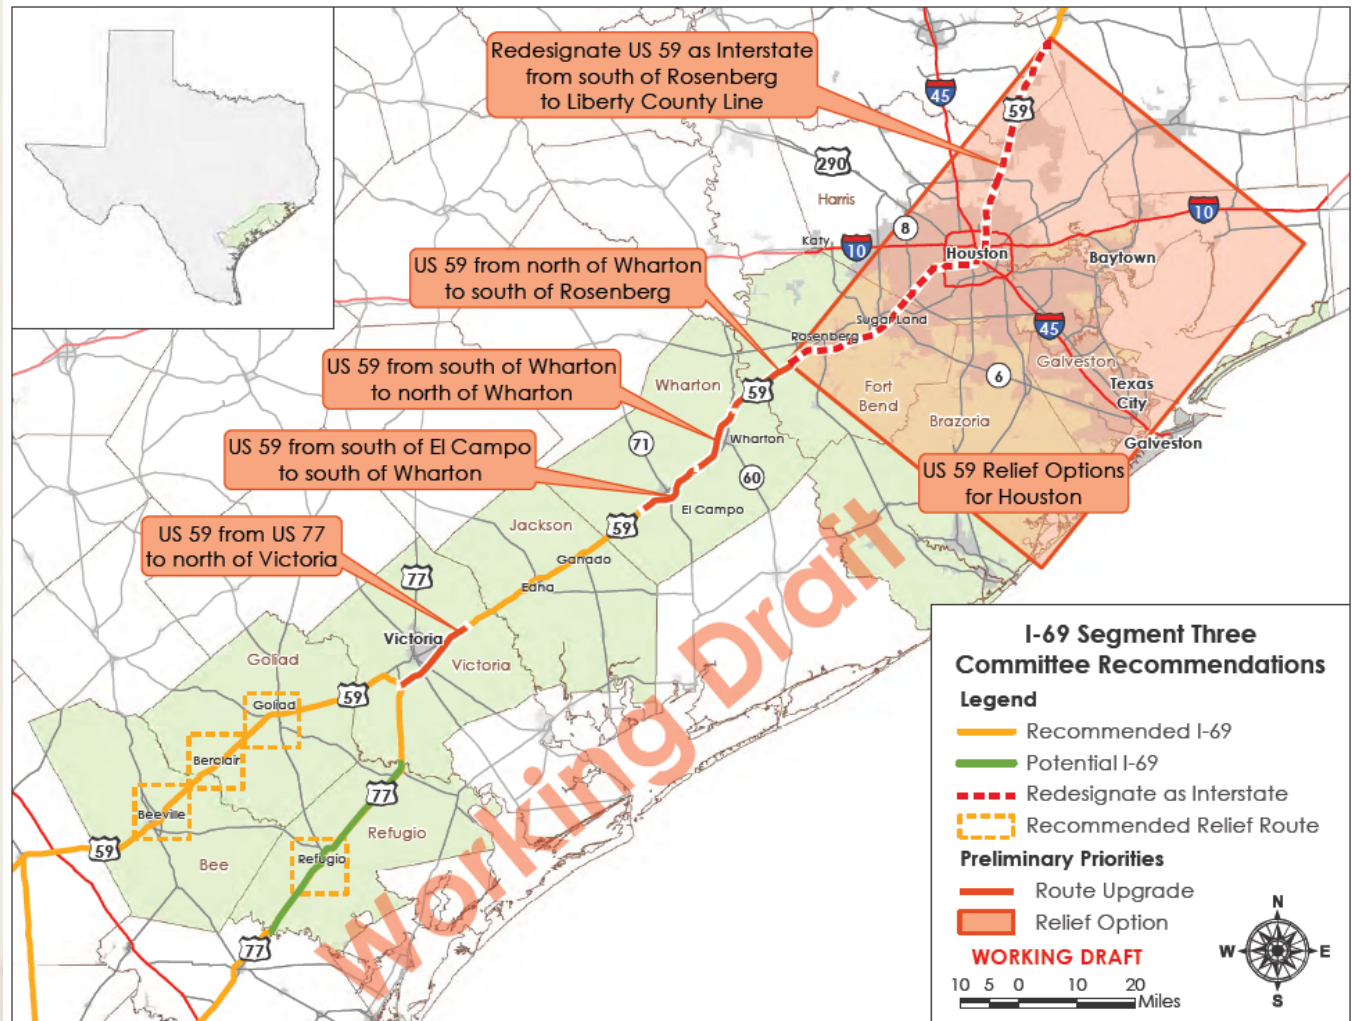 Redesignate US 59 as Interstate
from south of Rosenberg
to Liberty County Line
45
59
290
Harris
10
8
Katy
10
Houston
Baytown
US 59 from north of Wharton
to south of Rosenberg
Sugar Land
Rosenberg
45
Galveston
US 59 from south of Wharton
to north of Wharton
Wharton
59
Fort
Bend
6
Texas
City
Brazoria
Galveston
US 59 from south of El Campo
to south of Wharton
71
Wharton
60
El Campo
US 59 Relief Options
for Houston
US 59 from US 77
to north of Victoria
Jackson
59
Ganado
77
Edna
Victoria
Victoria
Goliad
59
Goliad
Berclair
Beeville
77
Refugio
59
Bee
Refugio
77
Working Draft
I-69 Segment Three
Committee Recommendations
Legend
Recommended I-69
Potential I-69
Redesignate as Interstate
Recommended Relief Route
Preliminary Priorities
Route Upgrade
Relief Option
WORKING DRAFT
N
W E
S
10 5 0 10 20
Miles